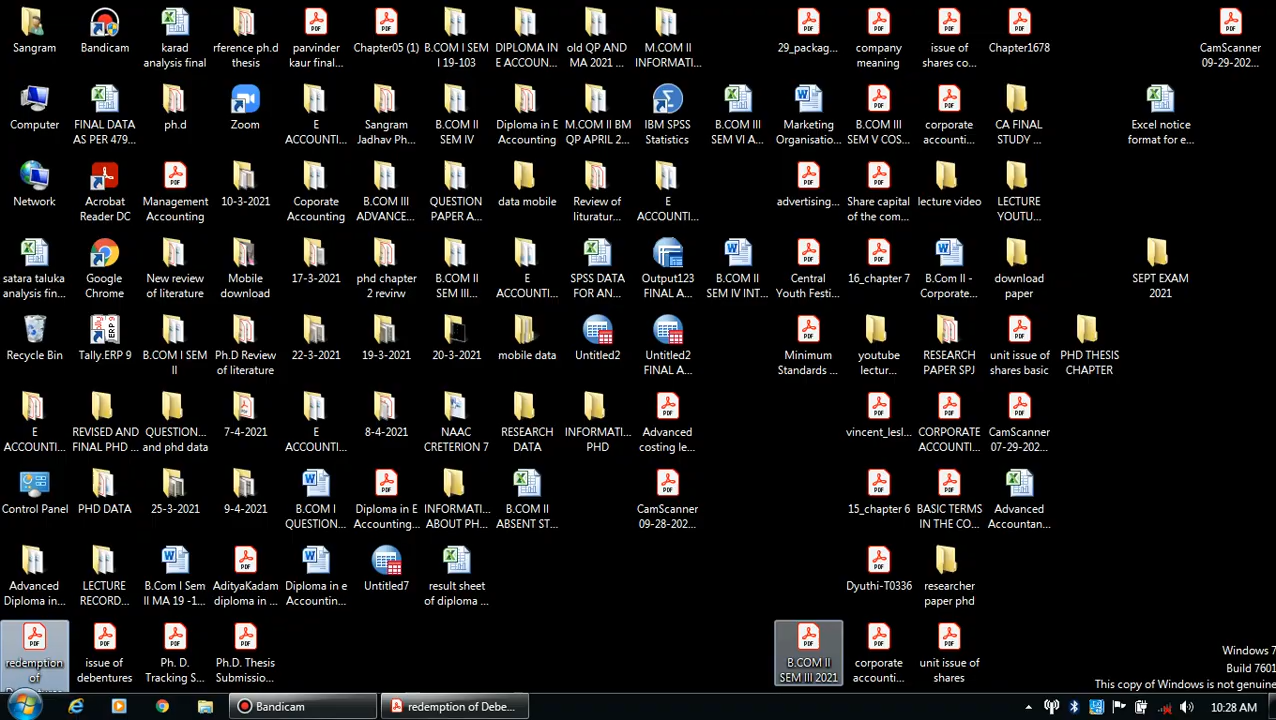 Sangram
Bandicam
karad
analysis final
rference ph.d
thesis
parvinder
kaur final...
Chapter05 (1)
B.COM I SEM
I 19-103
DIPLOMA IN
E ACCOUN...
old QP AND
MA 2021 ...
M.COM II
INFORMATI...
29_packag...
company
meaning
issue of
shares co...
Chapter1678
CamScanner
09-29-202...
Computer
FINAL DATA
AS PER 479...
ph.d
Zoom
E
ACCOUNTI...
Sangram
Jadhav Ph...
B.COM II
SEM IV
Diploma in E
Accounting
M.COM II BM
QP APRIL 2...
IBM SPSS
Statistics
B.COM III
SEM VI A...
Marketing
Organisatio...
B.COM III
SEM V COS...
corporate
accounti...
CA FINAL
STUDY ...
Excel notice
format for e...
Network
Acrobat
Reader DC
Management
Accounting
10-3-2021
Coporate
Accounting
B.COM III
ADVANCE...
QUESTION
PAPER A...
data mobile
Review of
lituratur...
E
ACCOUNTI...
advertising...
Share capital
of the com...
lecture video
LECTURE
YOUTU...
satara taluka
analysis fin...
Google
Chrome
New review
of literature
Mobile
download
17-3-2021
phd chapter
2 revirw
B.COM II
SEM III...
E
ACCOUNTI...
SPSS DATA
FOR AN...
Output123
FINAL A...
B.COM II
SEM IV INT...
Central
Youth Festi...
16_chapter 7
B.Com II -
Corporate...
download
paper
SEPT EXAM
2021
Recycle Bin
Tally.ERP 9
B.COM I SEM
II
Ph.D Review
of literature
22-3-2021
19-3-2021
20-3-2021
mobile data
Untitled2
Untitled2
FINAL A...
Minimum
Standards ...
youtube
lectur...
RESEARCH
PAPER SPJ
unit issue of
shares basic
PHD THESIS
CHAPTER
E
ACCOUNTI...
REVISED AND
FINAL PHD ...
QUESTION...
and phd data
7-4-2021
E
ACCOUNTI...
8-4-2021
NAAC
CRETERION 7
RESEARCH
DATA
INFORMATI...
PHD
Advanced
costing le...
vincent_lesl...
CORPORATE
ACCOUNTI...
CamScanner
07-29-202...
Control Panel
PHD DATA
25-3-2021
9-4-2021
B.COM I
QUESTION...
Diploma in E
Accounting...
INFORMATI...
ABOUT PH...
B.COM II
ABSENT ST...
CamScanner
09-28-202...
15_chapter 6
BASIC TERMS
IN THE CO...
Advanced
Accountan...
Advanced
Diploma in...
LECTURE
RECORD...
B.Com I Sem
II MA 19 -1...
AdityaKadam
diploma in ...
Diploma in e
Accountin...
Untitled7
result sheet
of diploma ...
Dyuthi-T0336
researcher
paper phd
redemption
of
issue of
debentures
Ph. D.
Tracking S...
Ph.D. Thesis
Submissio...
B.COM II
SEM III 2021
corporate
accounti...
unit issue of
shares
Windows 7
Build 7601
This copy of Windows is not genuine
Bandicam
redemption of Debe...
10:28 AM